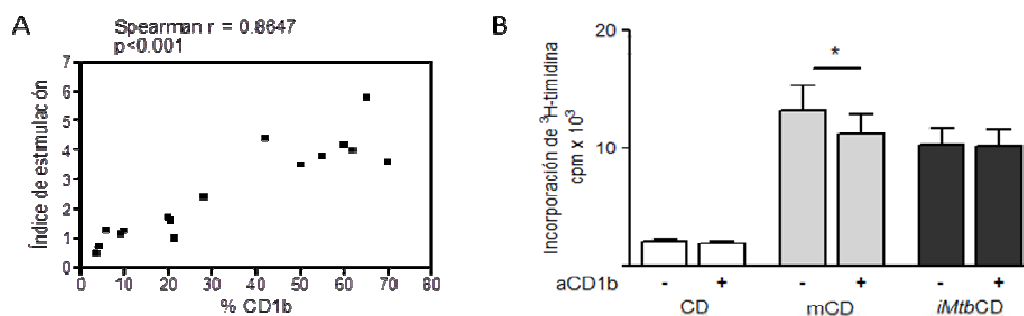 A
Spearman r = 0.8647
p<0.001
Índice de estimulación
7
6
5
4
3
2
1
0
0 10 20 30 40 50 60 70 80
% CD1b
B
Incorporación de ³H-timidina
cpm x 10³
20
10
*
aCD1b - + - + - +
CD mCD iMtbCD